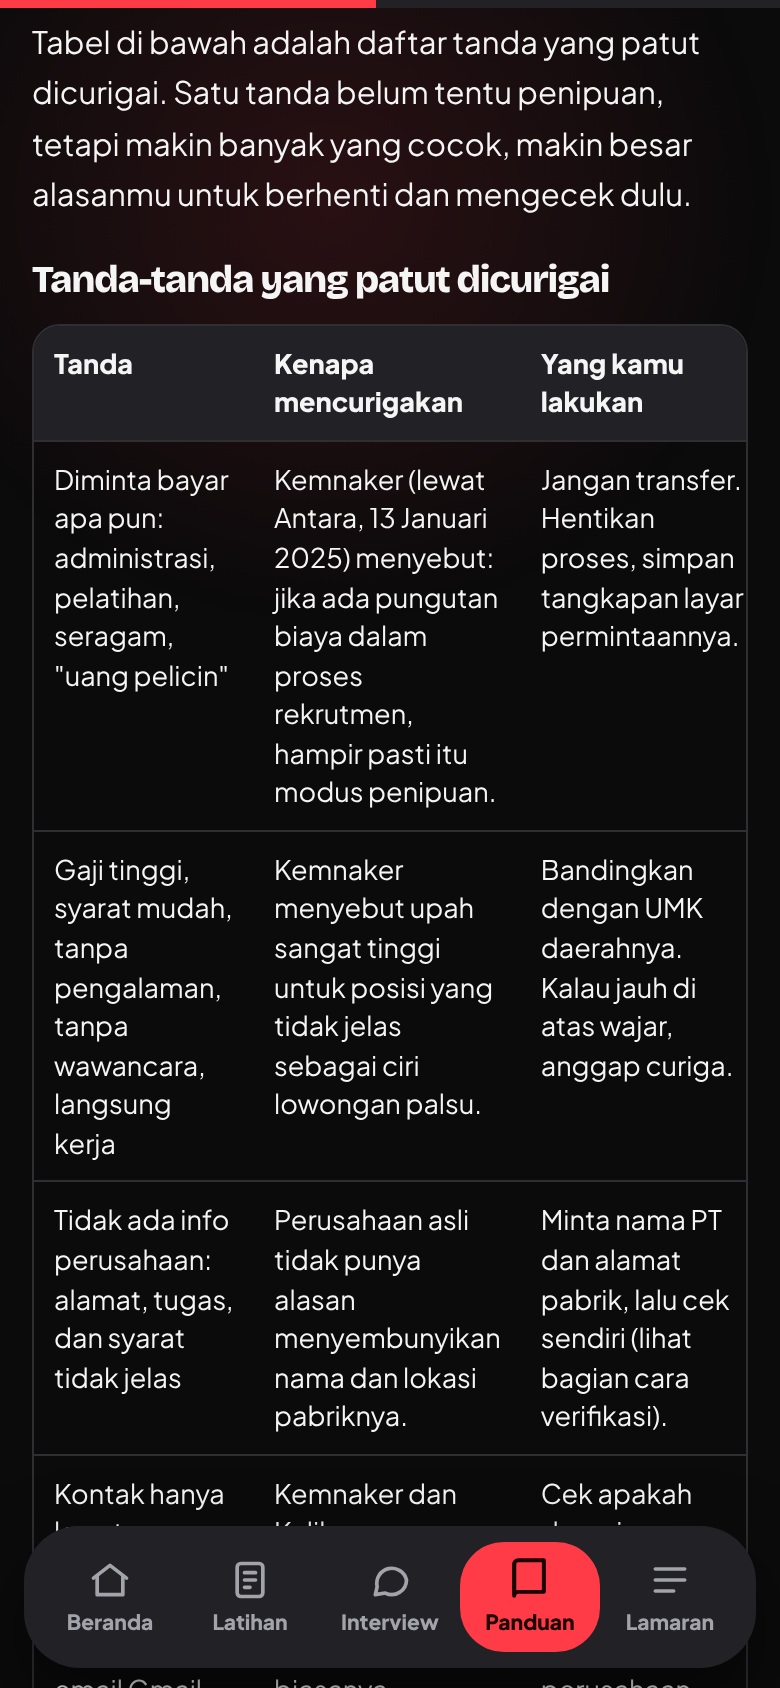 Tabel di bawah adalah daftar tanda yang patut
dicurigai. Satu tanda belum tentu penipuan,
tetapi makin banyak yang cocok, makin besar
alasanmu untuk berhenti dan mengecek dulu.
Tanda-tanda yang patut dicurigai
Tanda
Kenapa
mencurigakan
Yang kamu
lakukan
Diminta bayar
apa pun:
administrasi,
pelatihan,
seragam,
"uang pelicin"
Kemnaker (lewat
Antara, 13 Januari
2025) menyebut:
jika ada pungutan
biaya dalam
proses
rekrutmen,
hampir pasti itu
modus penipuan.
Jangan transfer.
Hentikan
proses, simpan
tangkapan layar
permintaannya.
Gaji tinggi,
syarat mudah,
tanpa
pengalaman,
tanpa
wawancara,
langsung
kerja
Kemnaker
menyebut upah
sangat tinggi
untuk posisi yang
tidak jelas
sebagai ciri
lowongan palsu.
Bandingkan
dengan UMK
daerahnya.
Kalau jauh di
atas wajar,
anggap curiga.
Tidak ada info
perusahaan:
alamat, tugas,
dan syarat
tidak jelas
Perusahaan asli
tidak punya
alasan
menyembunyikan
nama dan lokasi
pabriknya.
Minta nama PT
dan alamat
pabrik, lalu cek
sendiri (lihat
bagian cara
verifikasi).
Kontak hanya
Kemnaker dan
Cek apakah
Beranda
Latihan
Interview
Panduan
Lamaran